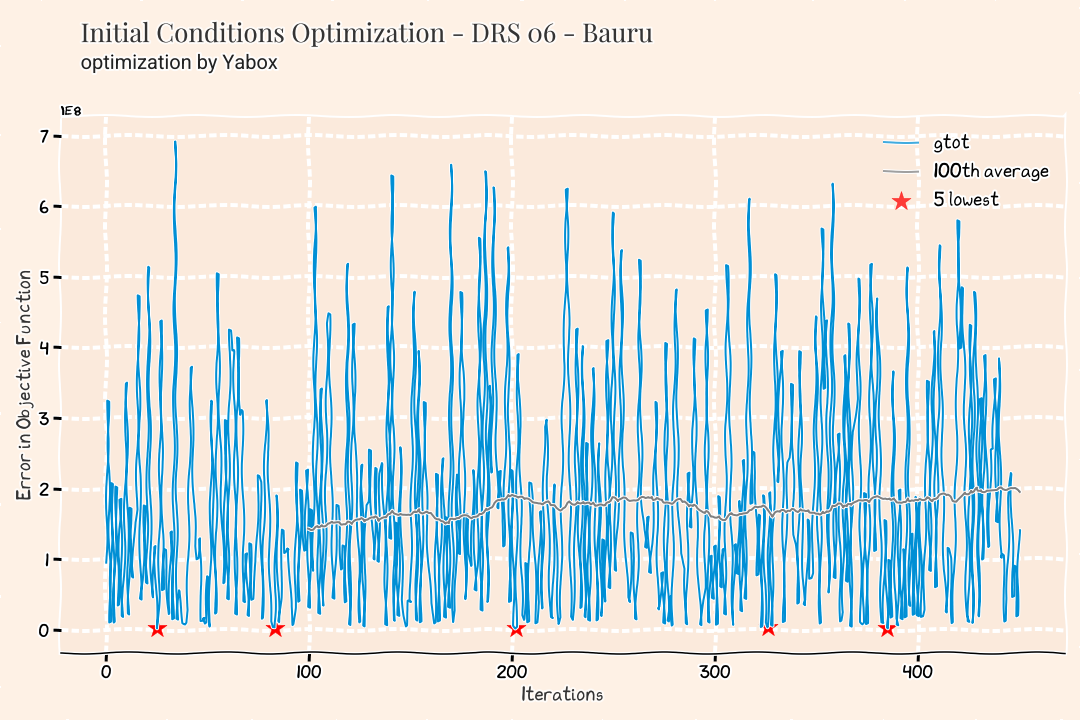 Initial Conditions Optimization - DRS 06 - Bauru
optimization by Yabox
1E8
7
6
5
4
3
2
1
0
Error in Objective Function
gtot
100th average
5 lowest
0 100 200 300 400
Iterations